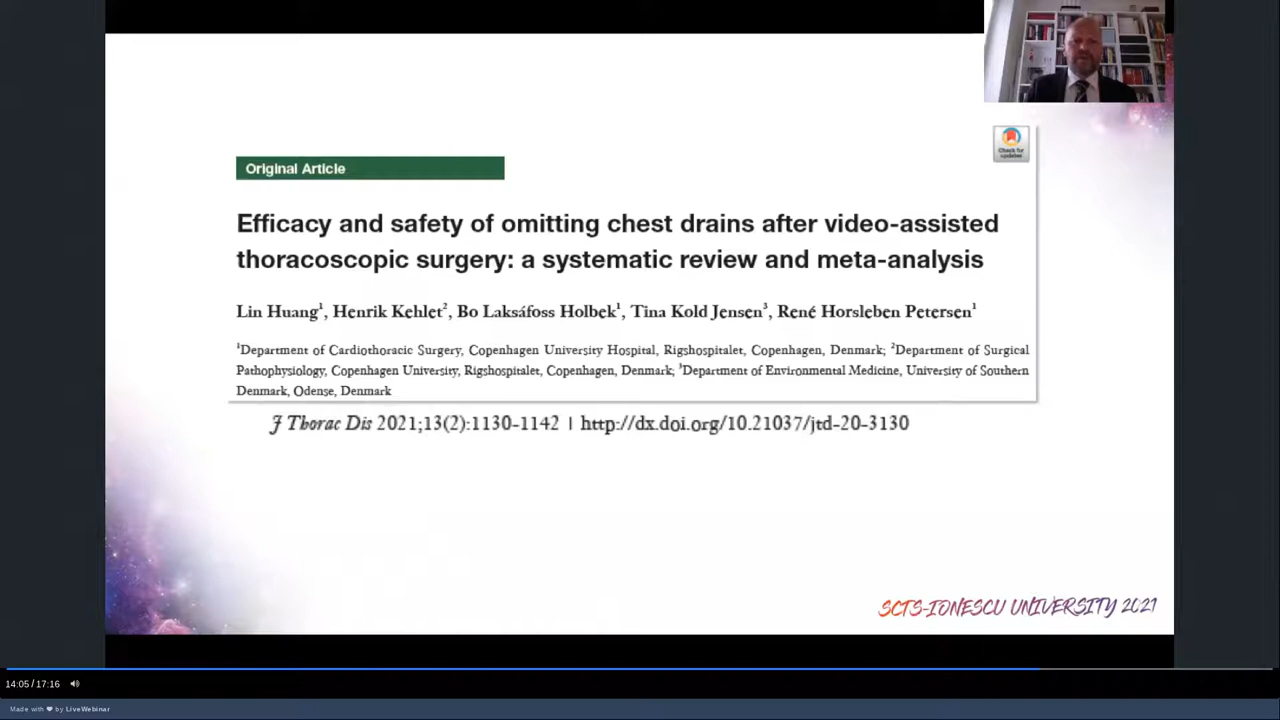 Check for
updates
Original Article
Efficacy and safety of omitting chest drains after video-assisted
thoracoscopic surgery: a systematic review and meta-analysis
Lin Huang¹, Henrik Kehlet², Bo Laksáfoss Holbek¹, Tina Kold Jensen³, René Horsleben Petersen¹
¹Department of Cardiothoracic Surgery, Copenhagen University Hospital, Rigshospitalet, Copenhagen, Denmark; ²Department of Surgical
Pathophysiology, Copenhagen University, Rigshospitalet, Copenhagen, Denmark; ³Department of Environmental Medicine, University of Southern
Denmark, Odense, Denmark
J Thorac Dis 2021;13(2):1130-1142 | http://dx.doi.org/10.21037/jtd-20-3130
SCTS-IONESCU UNIVERSITY 2021
14:05 / 17:16
Made with ❤ by LiveWebinar